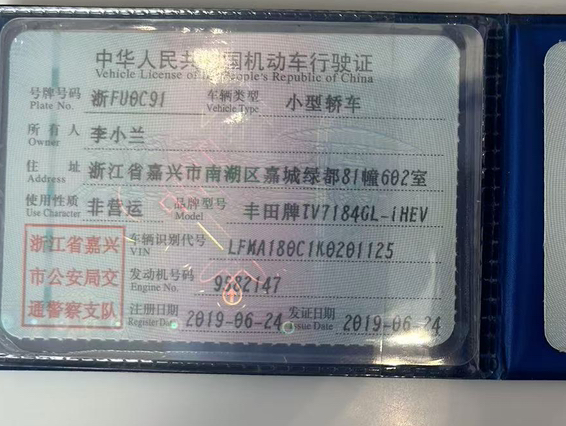 中华人民共和国机动车行驶证
Vehicle License of the People's Republic of China
号牌号码 浙FU0C91 车辆类型 小型轿车
Plate No. Vehicle Type
所有人 李小兰
Owner
住址 浙江省嘉兴市南湖区嘉城绿都81幢602室
Address
使用性质 非营运 品牌型号 丰田牌TV7184GL-iHEV
Use Character Model
浙江省嘉兴
市公安局交
通警察支队
车辆识别代号 LFMA180C1K0201125
VIN
发动机号码 9582147
Engine No.
注册日期 2019-06-24 发证日期 2019-06-24
Register Date Issue Date